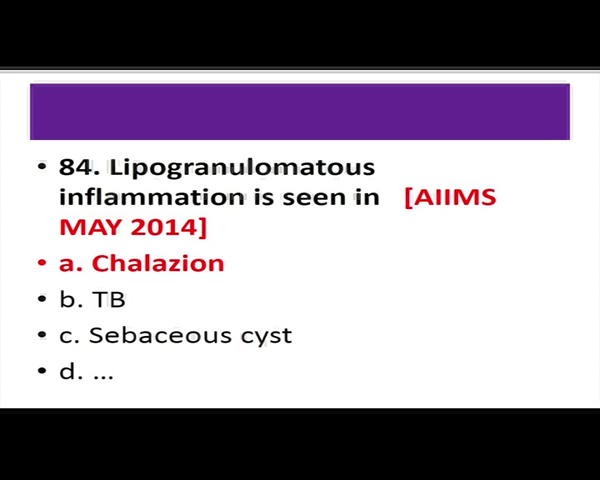 • 84. Lipogranulomatous
inflammation is seen in [AIIMS
MAY 2014]
• a. Chalazion
• b. TB
• c. Sebaceous cyst
• d. ...